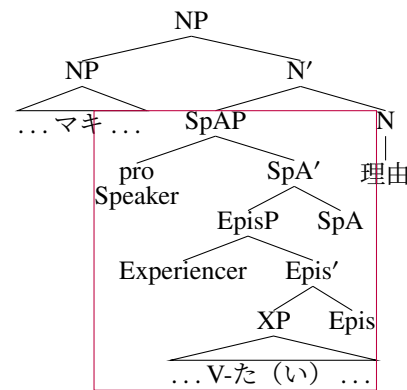 NP
NP N′
… マキ … SpAP N
pro SpA′ 理由
Speaker
EpisP SpA
Experiencer Epis′
XP Epis
… V-た（い） …